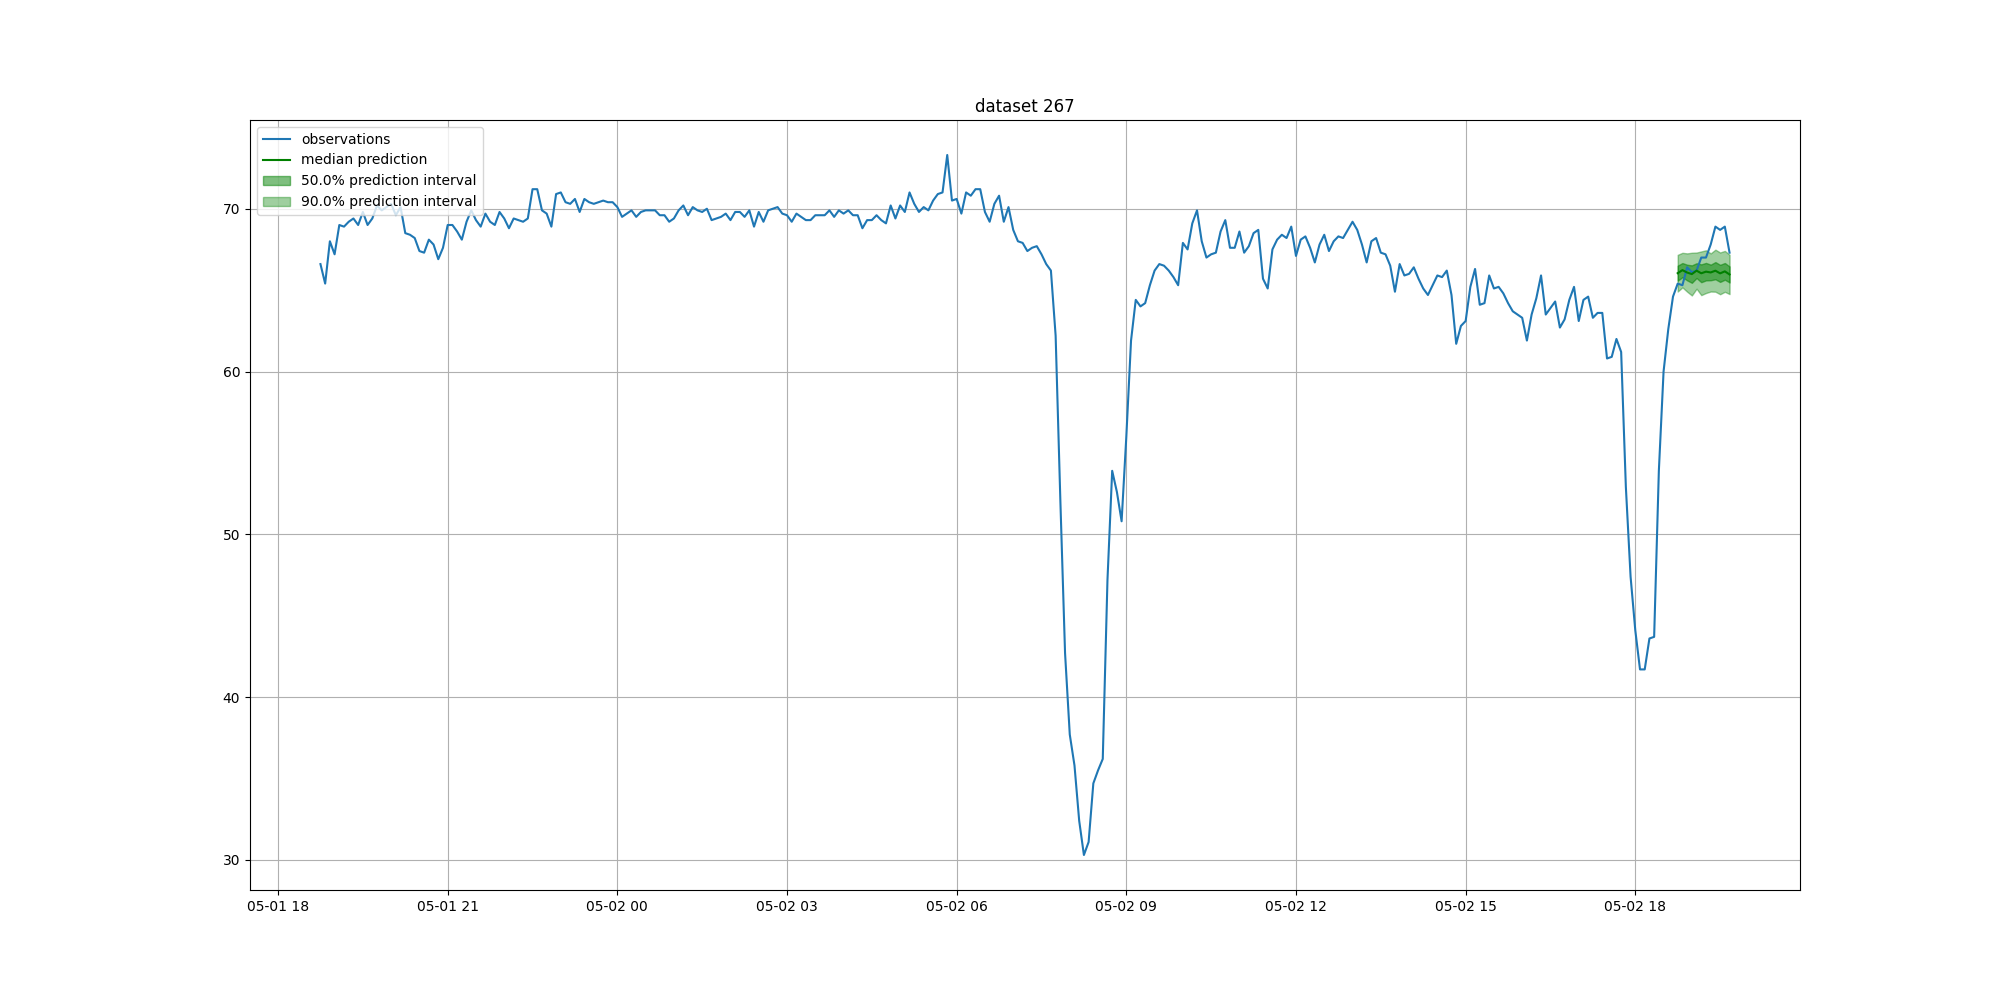 dataset 267
observations
median prediction
50.0% prediction interval
90.0% prediction interval
70
60
50
40
30
05-01 18
05-01 21
05-02 00
05-02 03
05-02 06
05-02 09
05-02 12
05-02 15
05-02 18